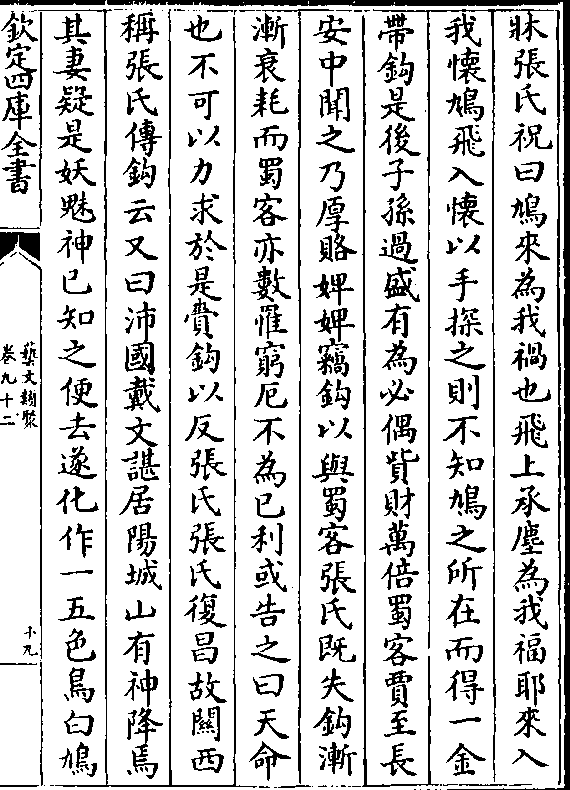 牀張氏祝曰鳩來為我禍也飛上承塵為我福耶來入
我懷鳩飛入懷以手探之則不知鳩之所在而得一金
帶鈎是後子孫過盛有為必偶貲財萬倍蜀客賈至長
安中聞之乃厚賂婢婢竊鈎以與蜀客張氏既失鈎漸
漸衰耗而蜀客亦數罹窮厄不為已利或告之曰天命
也不可以力求於是賫鈎以反張氏張氏復昌故關西
稱張氏傳鈎云又曰沛國戴文諶居陽城山有神降焉
其妻疑是妖魅神已知之便去遂化作一五色鳥白鳩
欽定四庫全書
藝文類聚
卷九十二
十九